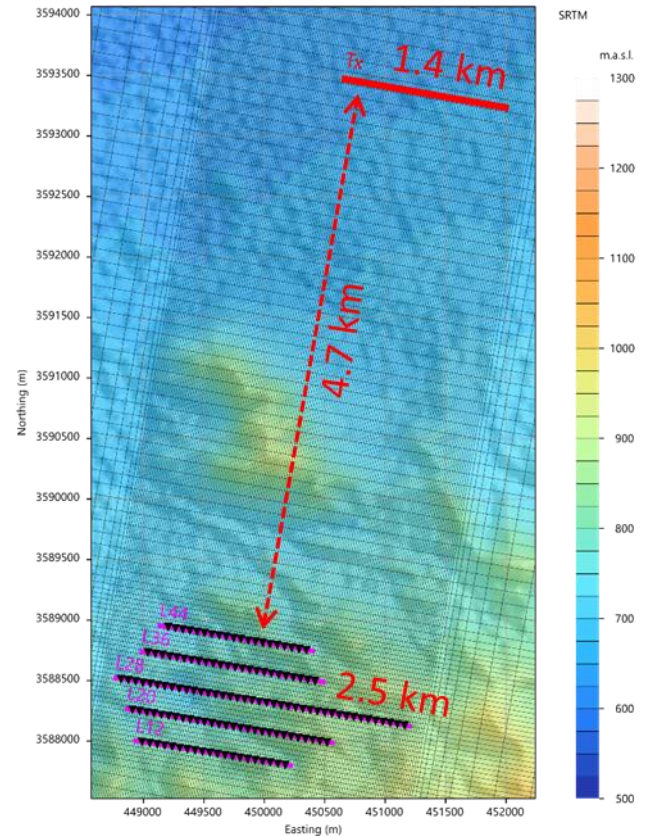 SRTM
m.a.s.l.
3594000
3593500
3593000
3592500
3592000
3591500
3591000
3590500
3590000
3589500
3589000
3588500
3588000
Northing (m)
Tx
1.4 km
4.7 km
L44
L36
L28
L20
L12
2.5 km
1300
1200
1100
1000
900
800
700
600
500
449000 449500 450000 450500 451000 451500 452000
Easting (m)